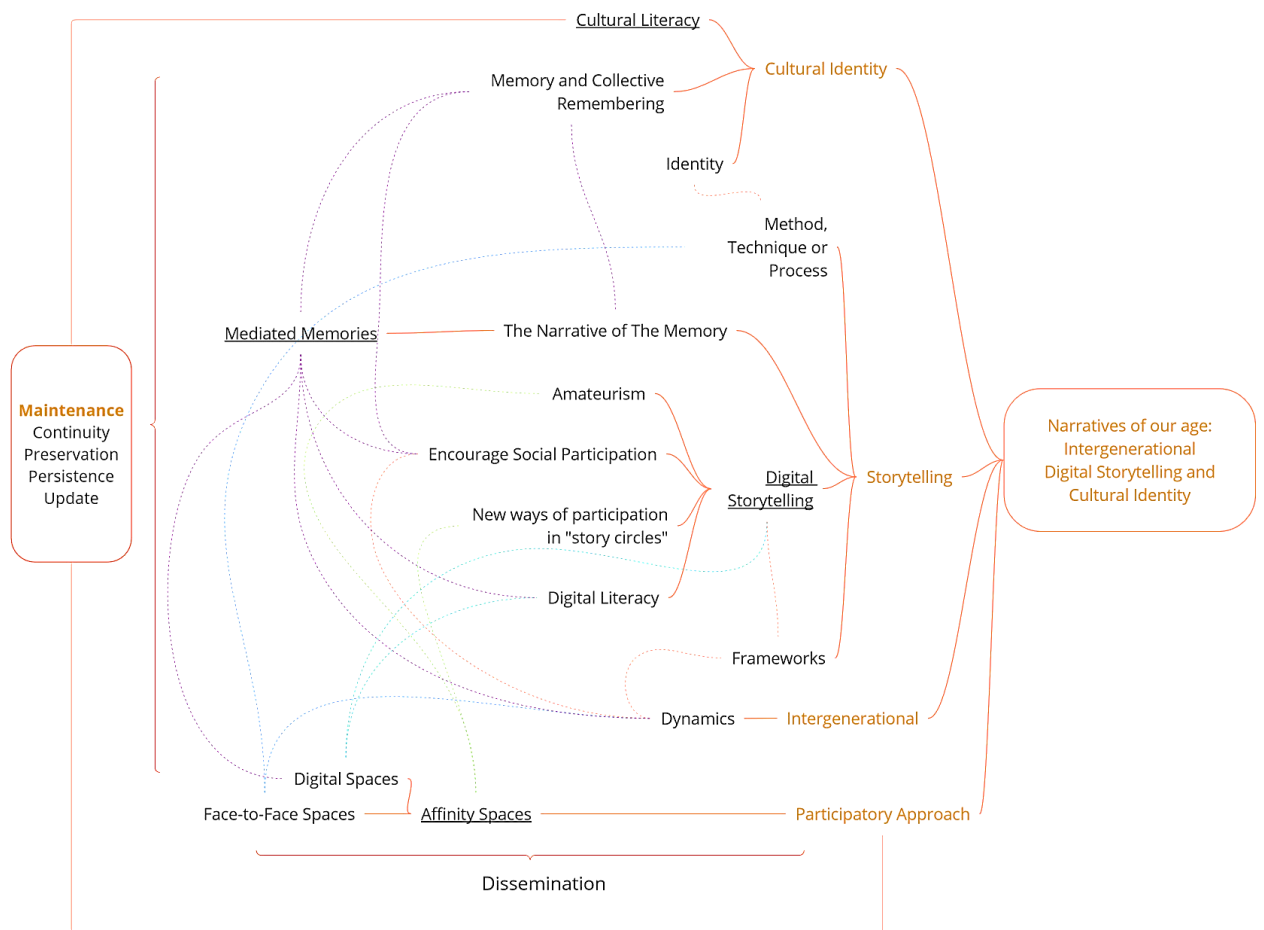 Cultural Literacy
Cultural Identity
Memory and Collective
Remembering
Identity
Method,
Technique or
Process
Mediated Memories
The Narrative of The Memory
Amateurism
Maintenance
Continuity
Preservation
Persistence
Update
Encourage Social Participation
Digital
Storytelling
Storytelling
Narratives of our age:
Intergenerational
Digital Storytelling and
Cultural Identity
New ways of participation
in "story circles"
Digital Literacy
Frameworks
Dynamics
Intergenerational
Digital Spaces
Face-to-Face Spaces
Affinity Spaces
Participatory Approach
Dissemination